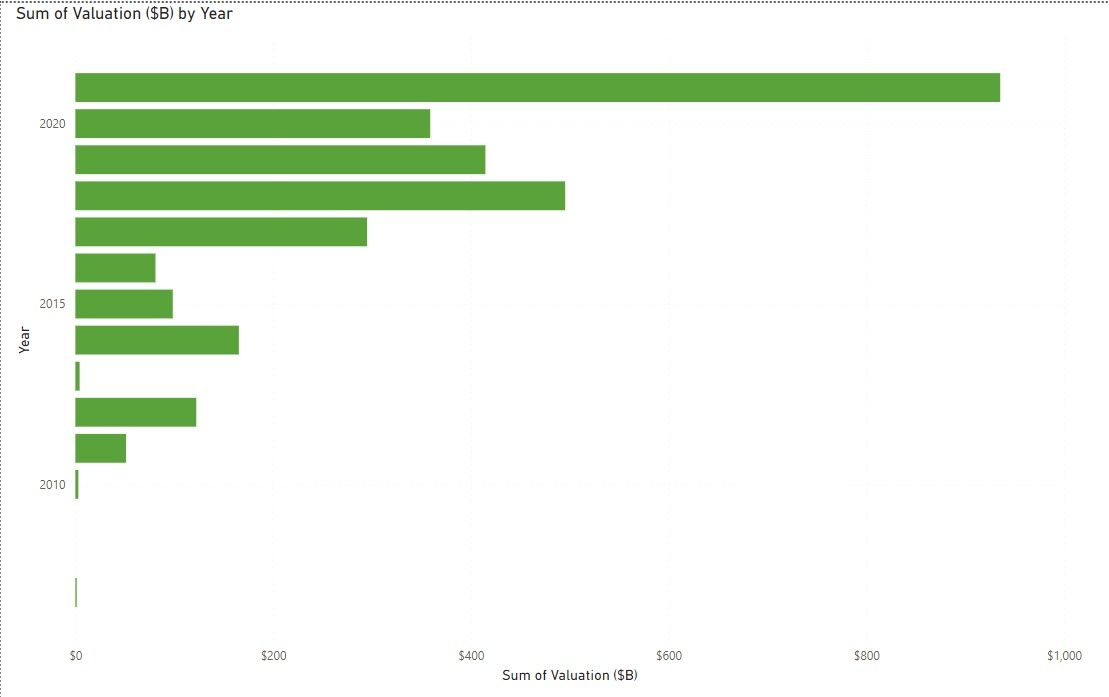 Sum of Valuation ($B) by Year
2020
2015
2010
Year
$0 $200 $400 $600 $800 $1,000
Sum of Valuation ($B)